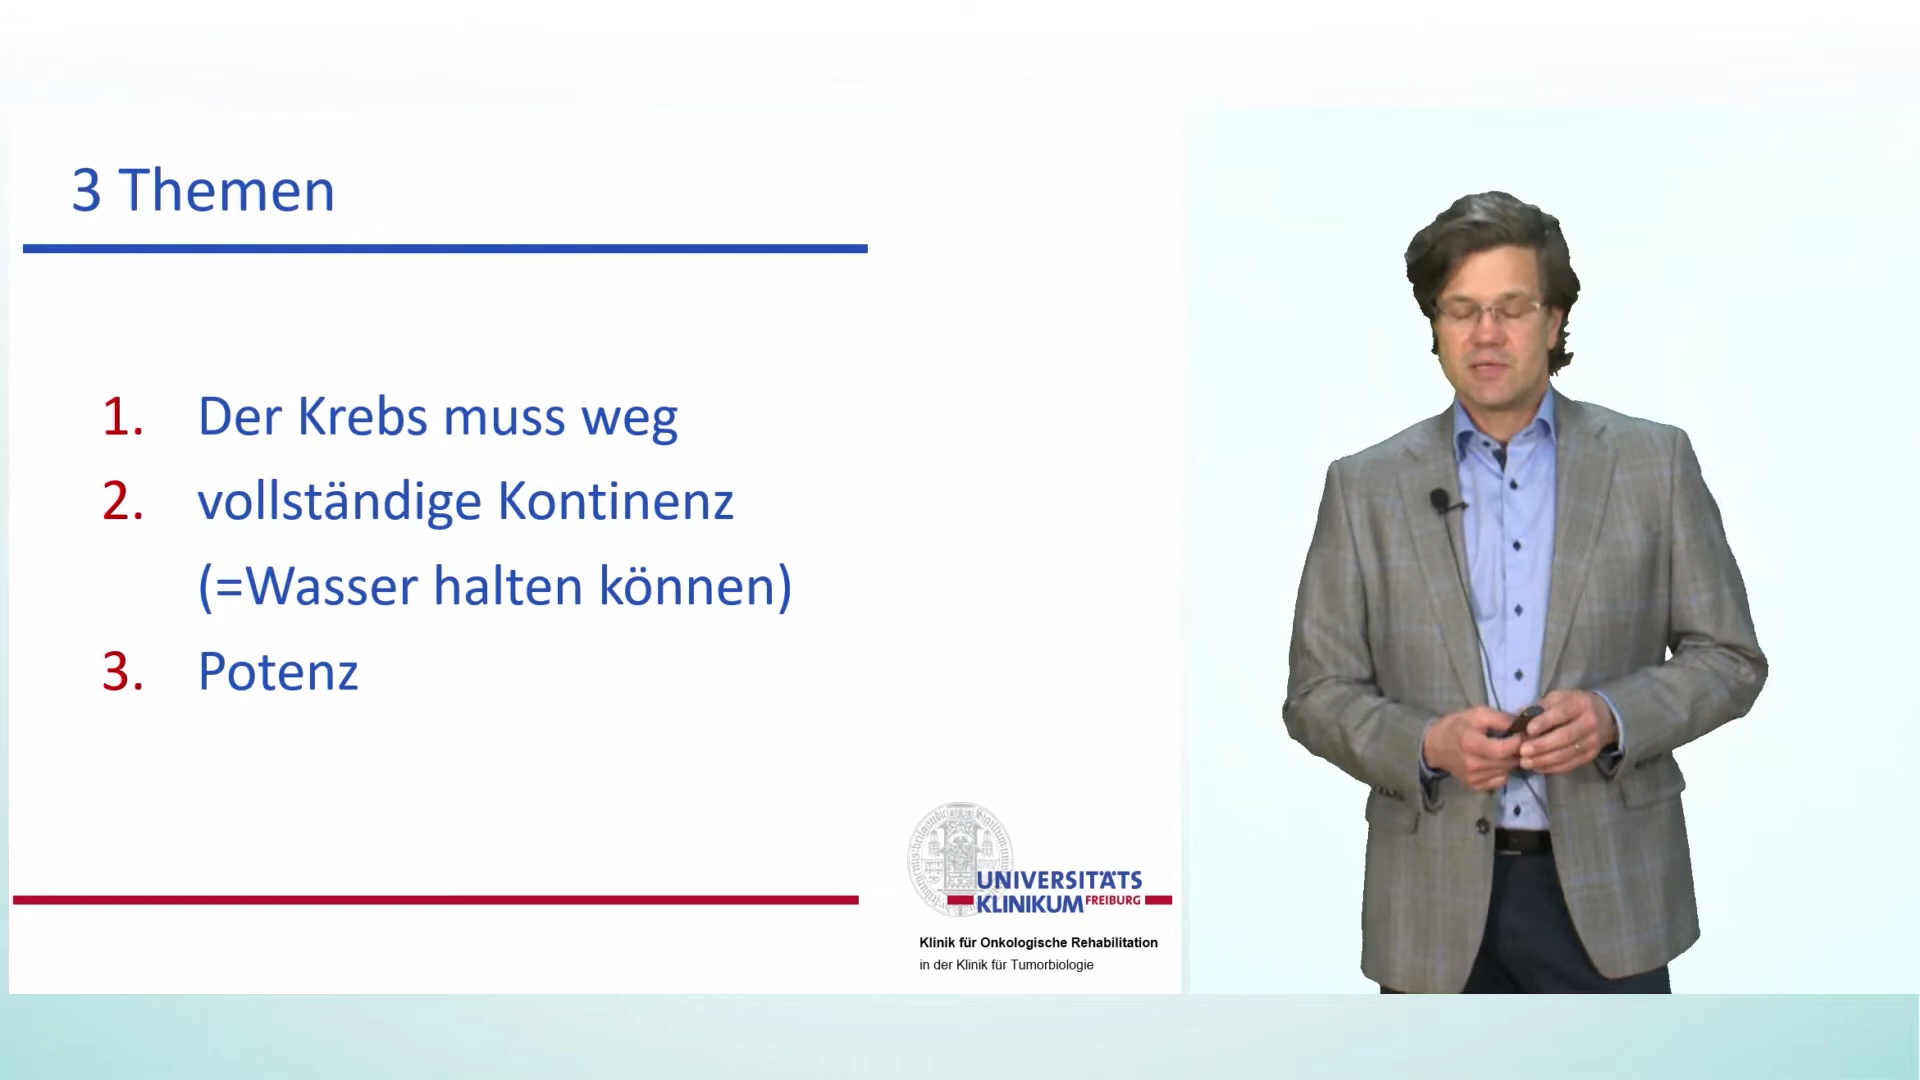 3 Themen
1. Der Krebs muss weg
2. vollständige Kontinenz
(=Wasser halten können)
3. Potenz
UNIVERSITÄTS
KLINIKUM FREIBURG
Klinik für Onkologische Rehabilitation
in der Klinik für Tumorbiologie